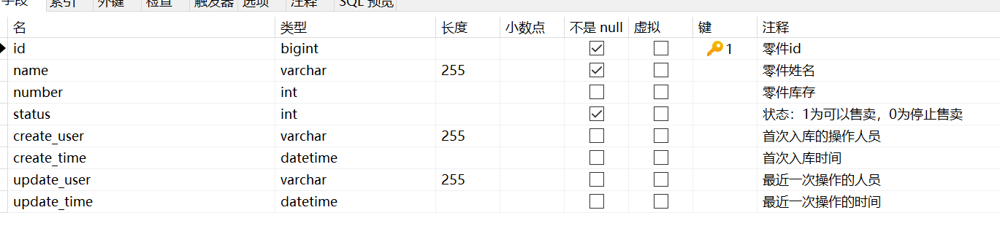 字段 索引 外键 检查 触发器 选项 注释 SQL 预览
名 类型 长度 小数点 不是 null 虚拟 键 注释
id bigint 1 零件id
name varchar 255 零件姓名
number int 零件库存
status int 状态：1为可以售卖，0为停止售卖
create_user varchar 255 首次入库的操作人员
create_time datetime 首次入库时间
update_user varchar 255 最近一次操作的人员
update_time datetime 最近一次操作的时间